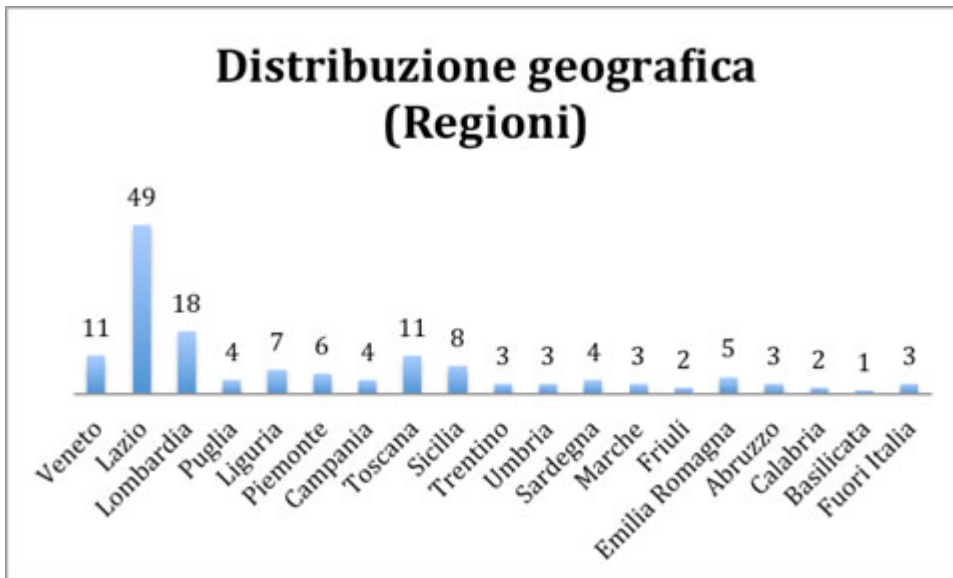 Distribuzione geografica
(Regioni)
11
49
18
4
7
6
4
11
8
3
3
4
3
2
5
3
2
1
3
Veneto
Lazio
Lombardia
Puglia
Liguria
Piemonte
Campania
Toscana
Sicilia
Trentino
Umbria
Sardegna
Marche
Friuli
Emilia Romagna
Abruzzo
Calabria
Basilicata
Fuori Italia